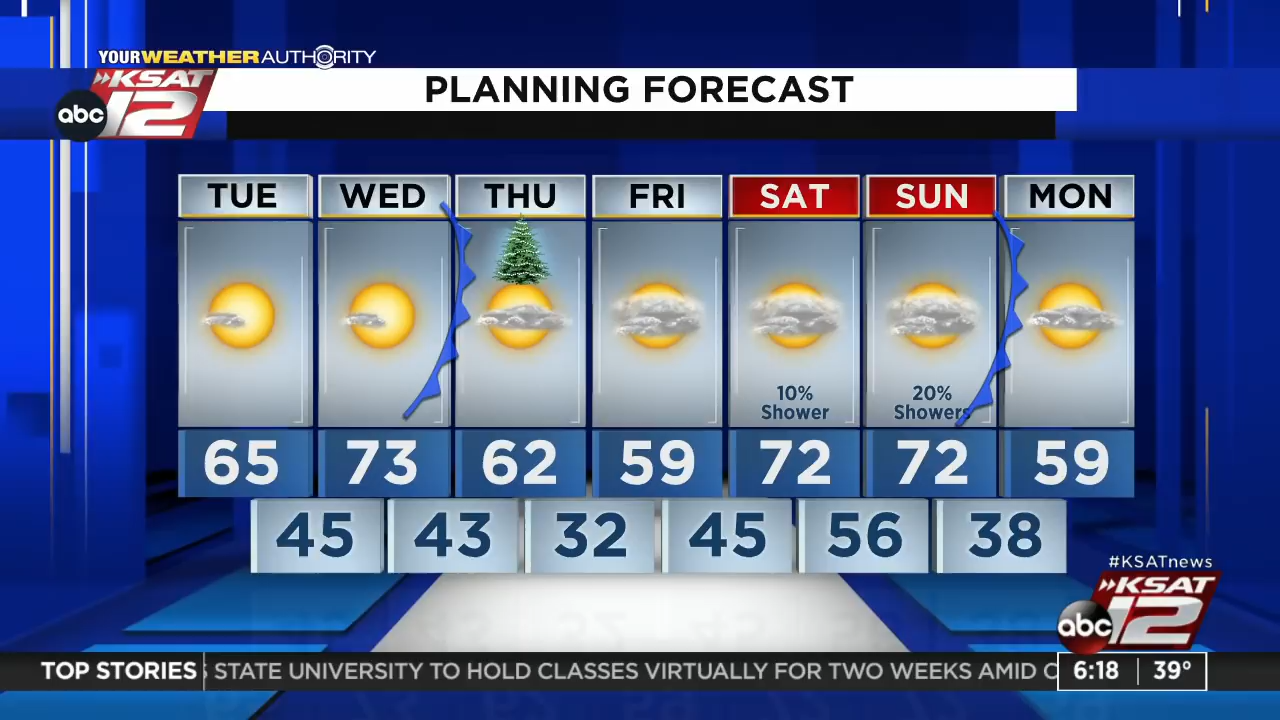 YOURWEATHERAUTHORITY
KSAT
abc 12
PLANNING FORECAST
TUE WED THU FRI SAT SUN MON
10% 20%
Shower Showers
65 73 62 59 72 72 59
45 43 32 45 56 38
#KSATnews
KSAT
abc 12
TOP STORIES STATE UNIVERSITY TO HOLD CLASSES VIRTUALLY FOR TWO WEEKS AMID 6:18 39°